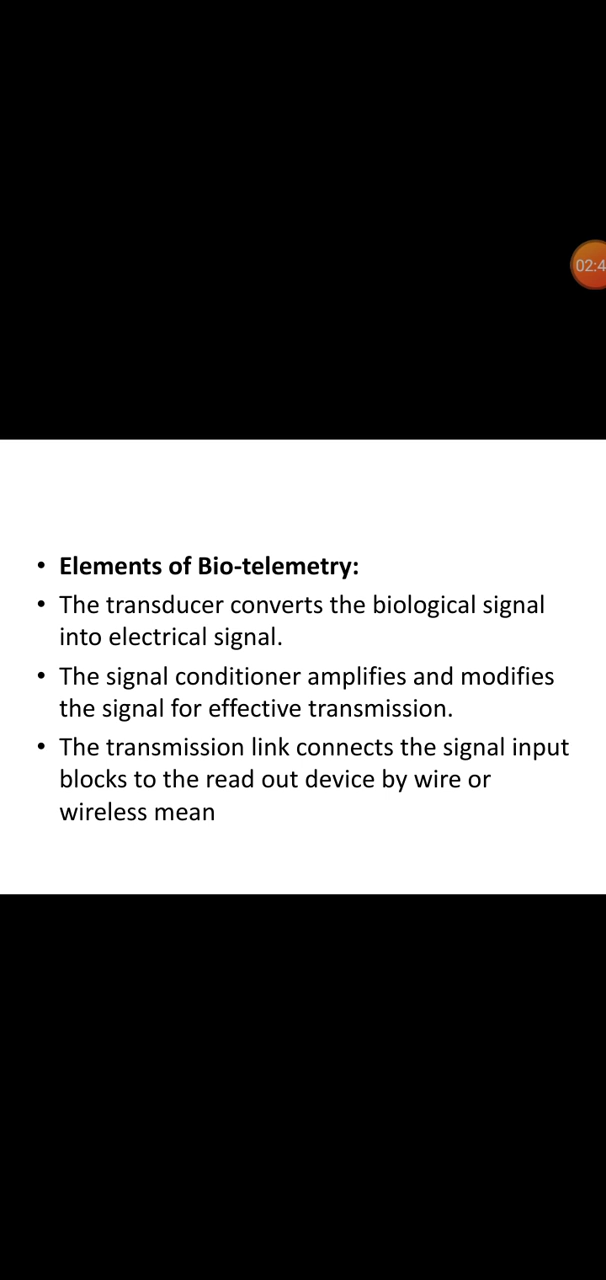 02:4
• Elements of Bio-telemetry:
• The transducer converts the biological signal
into electrical signal.
• The signal conditioner amplifies and modifies
the signal for effective transmission.
• The transmission link connects the signal input
blocks to the read out device by wire or
wireless mean